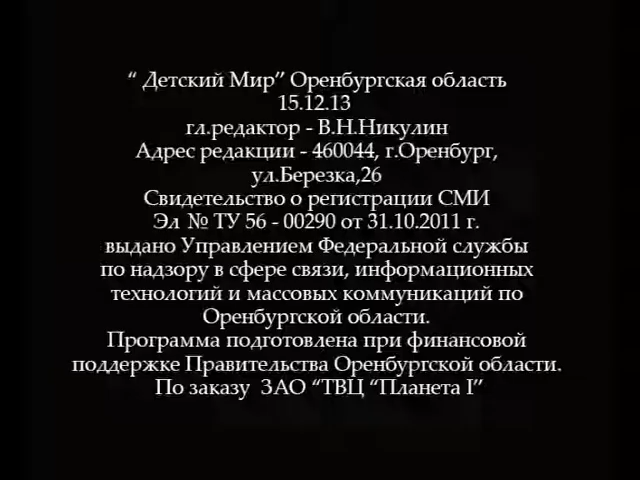 “ Детский Мир” Оренбургская область
15.12.13
гл.редактор - В.Н.Никулин
Адрес редакции - 460044, г.Оренбург,
ул.Березка,26
Свидетельство о регистрации СМИ
Эл № ТУ 56 - 00290 от 31.10.2011 г.
выдано Управлением Федеральной службы
по надзору в сфере связи, информационных
технологий и массовых коммуникаций по
Оренбургской области.
Программа подготовлена при финансовой
поддержке Правительства Оренбургской области.
По заказу ЗАО “ТВЦ “Планета I”